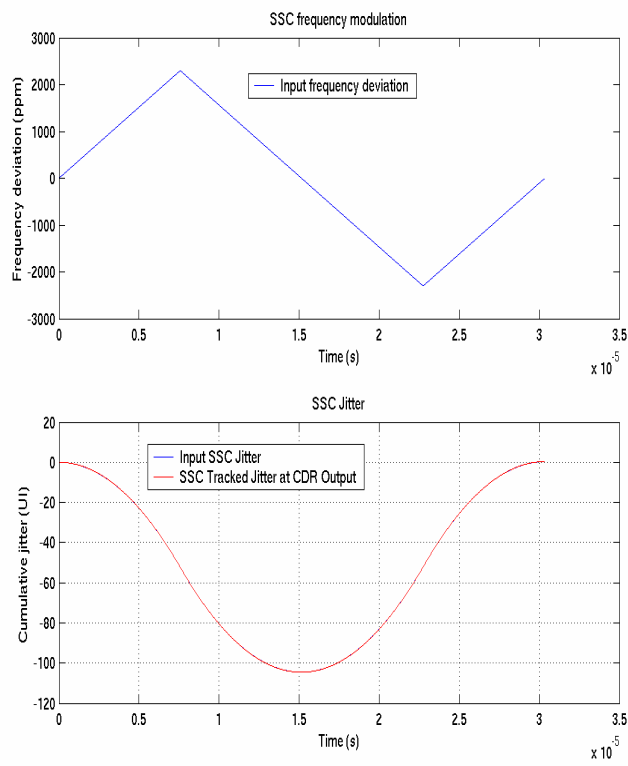 SSC frequency modulation
3000
2000
1000
0
-1000
-2000
-3000
Frequency deviation (ppm)
Input frequency deviation
0 0.5 1 1.5 2 2.5 3 3.5
Time (s)
x 10^-5
SSC Jitter
20
0
-20
-40
-60
-80
-100
-120
Cumulative jitter (UI)
Input SSC Jitter
SSC Tracked Jitter at CDR Output
0 0.5 1 1.5 2 2.5 3 3.5
Time (s)
x 10^-5